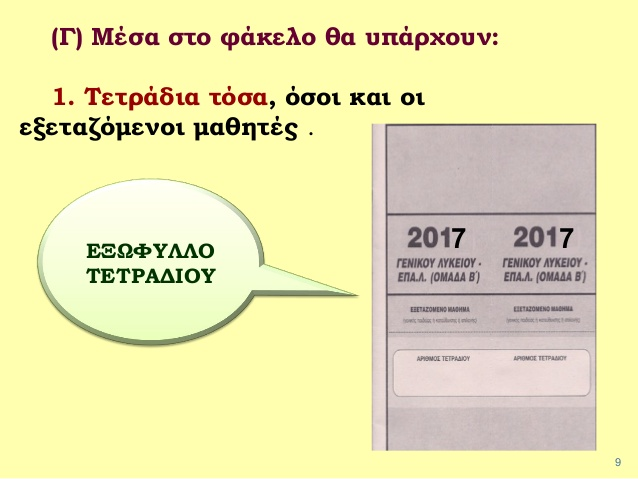 (Γ) Μέσα στο φάκελο θα υπάρχουν:
1. Τετράδια τόσα, όσοι και οι
εξεταζόμενοι μαθητές .
ΕΞΩΦΥΛΛΟ
ΤΕΤΡΑΔΙΟΥ
2017 2017
ΓΕΝΙΚΟΥ ΛΥΚΕΙΟΥ - ΓΕΝΙΚΟΥ ΛΥΚΕΙΟΥ -
ΕΠΑ.Λ. (ΟΜΑΔΑ Β΄) ΕΠΑ.Λ. (ΟΜΑΔΑ Β΄)
ΕΞΕΤΑΖΟΜΕΝΟ ΜΑΘΗΜΑ ΕΞΕΤΑΖΟΜΕΝΟ ΜΑΘΗΜΑ
ΑΡΙΘΜΟΣ ΤΕΤΡΑΔΙΟΥ ΑΡΙΘΜΟΣ ΤΕΤΡΑΔΙΟΥ
9